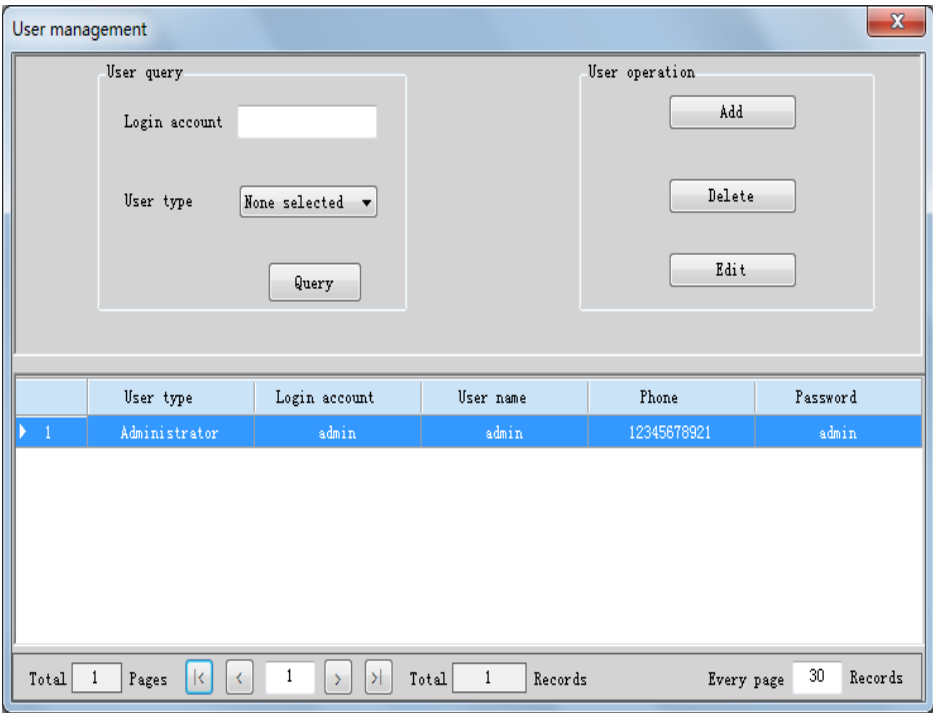 User management
User query
User operation
Login account
Add
User type None selected
Delete
Query
Edit
User type Login account User name Phone Password
1 Administrator admin admin 12345678921 admin
Total 1 Pages |< < 1 > >| Total 1 Records Every page 30 Records